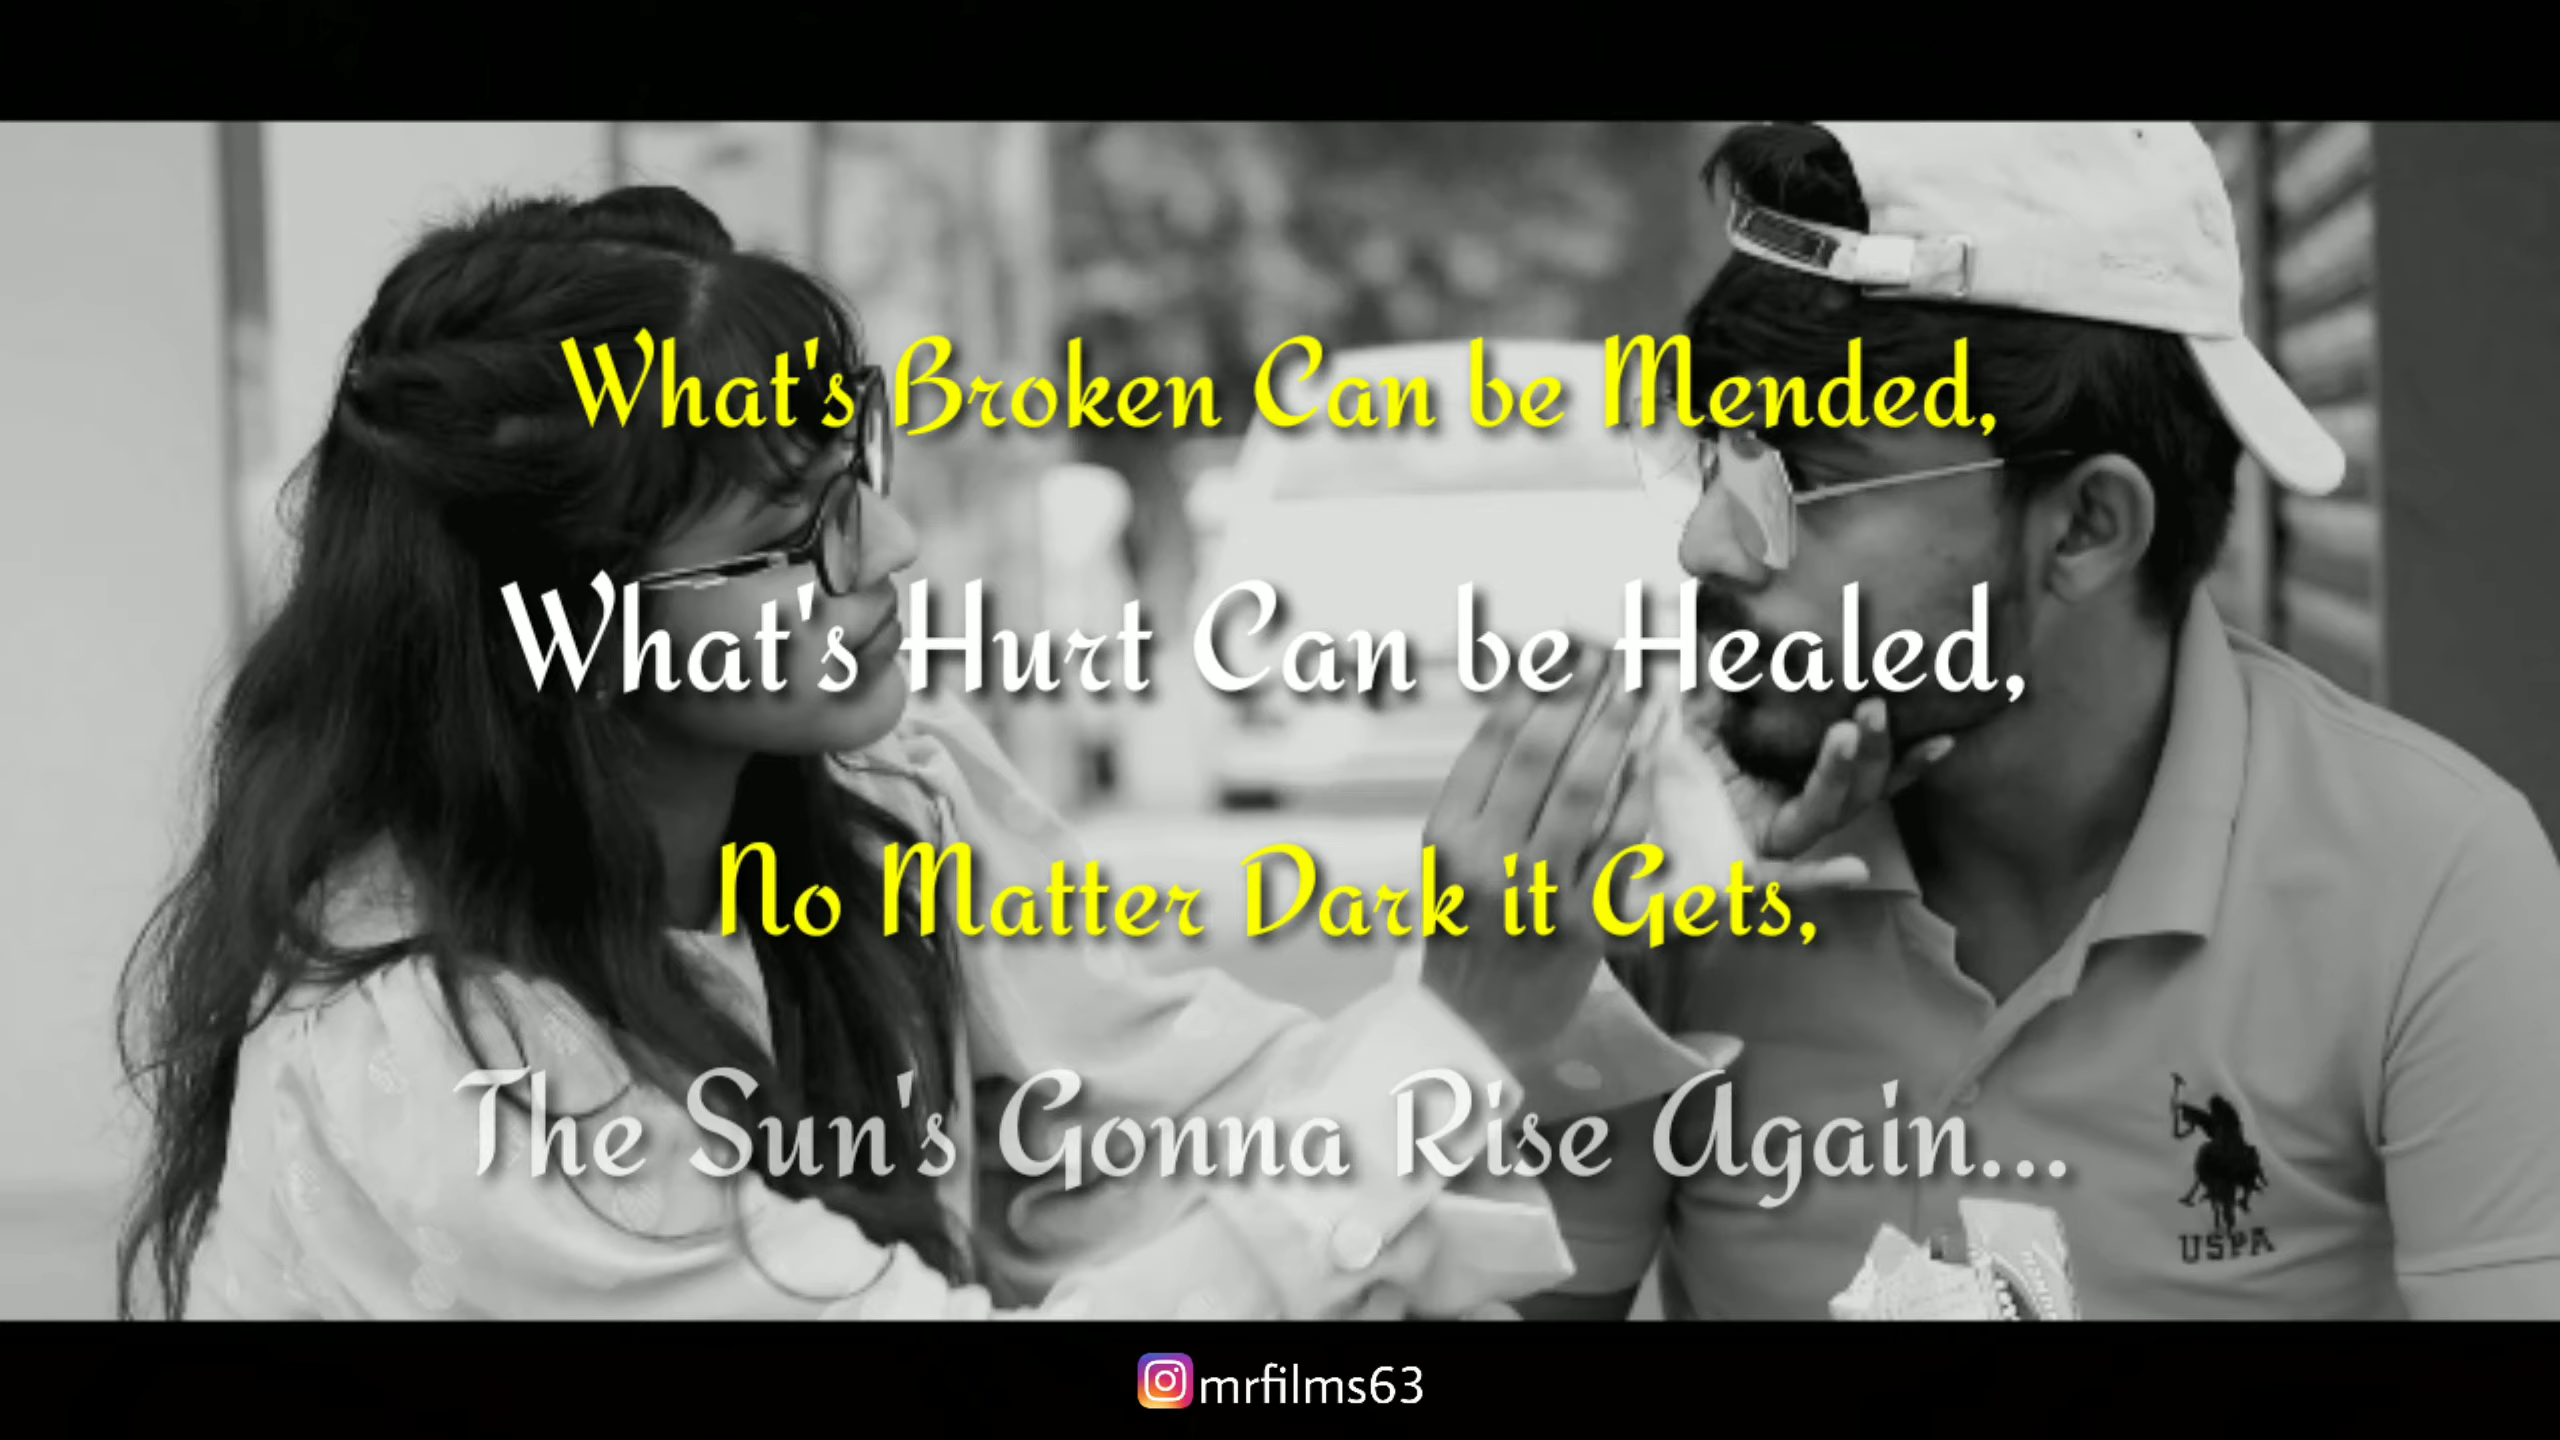 What's Broken Can be Mended,
What's Hurt Can be Healed,
No Matter Dark it Gets,
The Sun's Gonna Rise Again...
USPA
mrfilms63